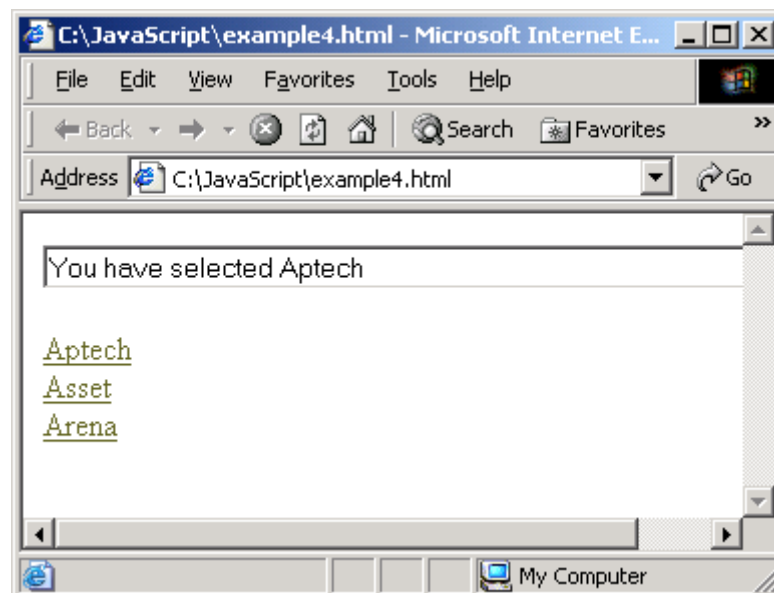 C:\JavaScript\example4.html - Microsoft Internet E...
File Edit View Favorites Tools Help
Back Search Favorites »
Address C:\JavaScript\example4.html Go
You have selected Aptech
Aptech
Asset
Arena
My Computer